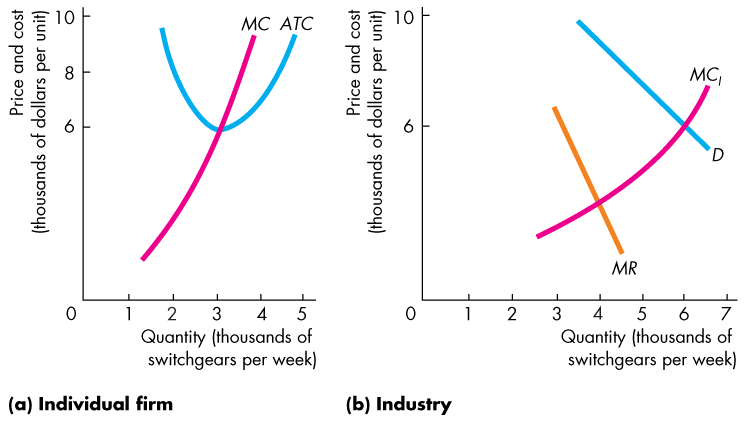 Price and cost
(thousands of dollars per unit)
10
8
6
0
MC
ATC
1 2 3 4 5
Quantity (thousands of
switchgears per week)
(a) Individual firm
Price and cost
(thousands of dollars per unit)
10
6
0
MCI
D
MR
1 2 3 4 5 6 7
Quantity (thousands of
switchgears per week)
(b) Industry